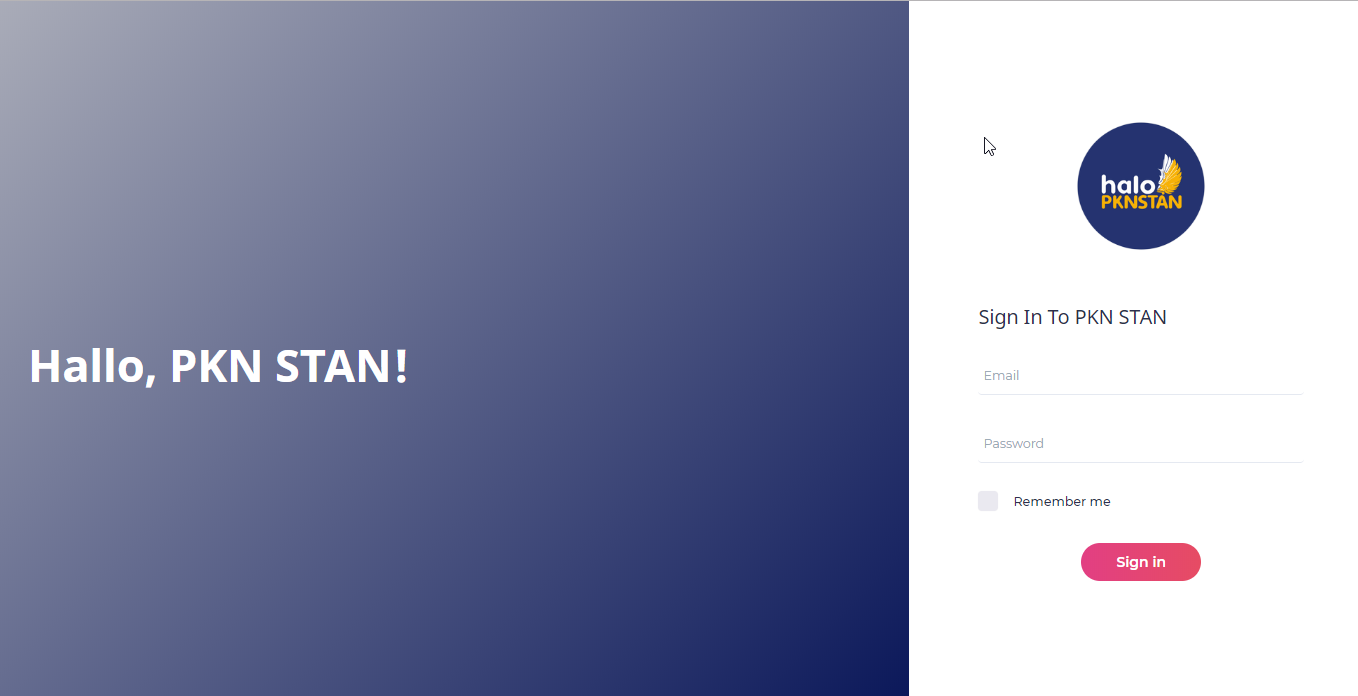 Hallo, PKN STAN!
halo
PKNSTAN
Sign In To PKN STAN
Email
Password
Remember me
Sign in